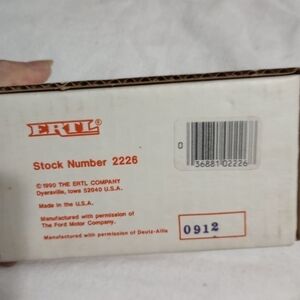 ERTL®
Stock Number 2226
© 1990 THE ERTL COMPANY
Dyersville, Iowa 52040 U.S.A.
Made in the U.S.A.
Manufactured with permission of
The Ford Motor Company.
Manufactured with permission of Deutz-Allis
0
36881 02226
0912